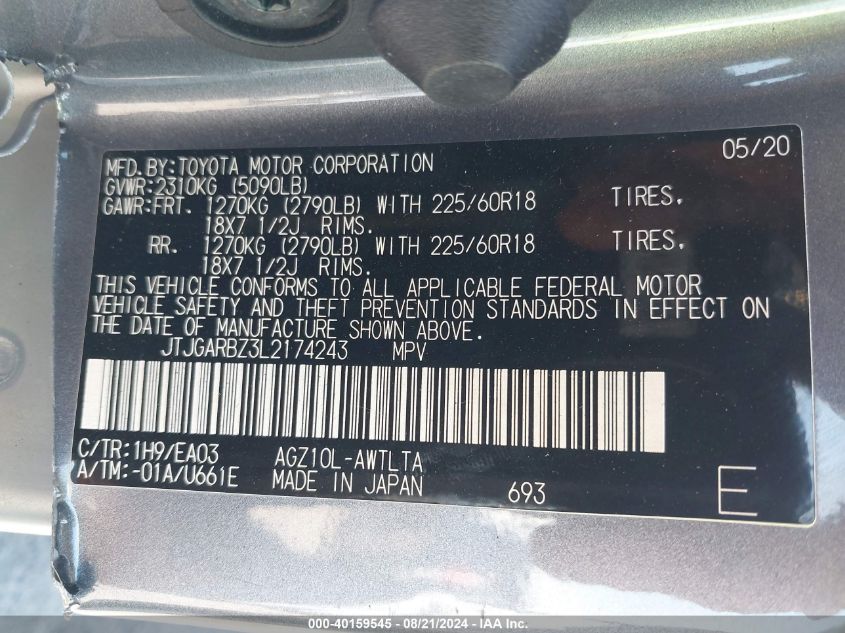 MFD.BY:TOYOTA MOTOR CORPORATION 05/20
GVWR:2310KG (5090LB)
GAWR:FRT. 1270KG (2790LB) WITH 225/60R18 TIRES.
18X7 1/2J RIMS.
RR. 1270KG (2790LB) WITH 225/60R18 TIRES.
18X7 1/2J RIMS.
THIS VEHICLE CONFORMS TO ALL APPLICABLE FEDERAL MOTOR
VEHICLE SAFETY AND THEFT PREVENTION STANDARDS IN EFFECT ON
THE DATE OF MANUFACTURE SHOWN ABOVE.
JTJGARBZ3L2174243 MPV
C/TR:1H9/EA03 AGZ10L-AWTLTA
A/TM:-01A/U661E MADE IN JAPAN 693 E
000-40159545 - 08/21/2024 - IAA Inc.